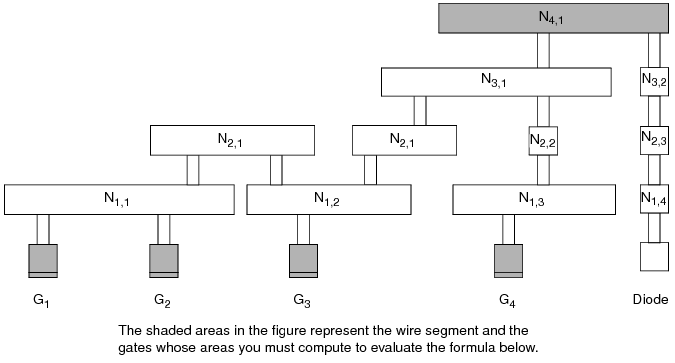 N4,1
N3,1
N3,2
N2,1
N2,1
N2,2
N2,3
N1,1
N1,2
N1,3
N1,4
G1
G2
G3
G4
Diode
The shaded areas in the figure represent the wire segment and the
gates whose areas you must compute to evaluate the formula below.